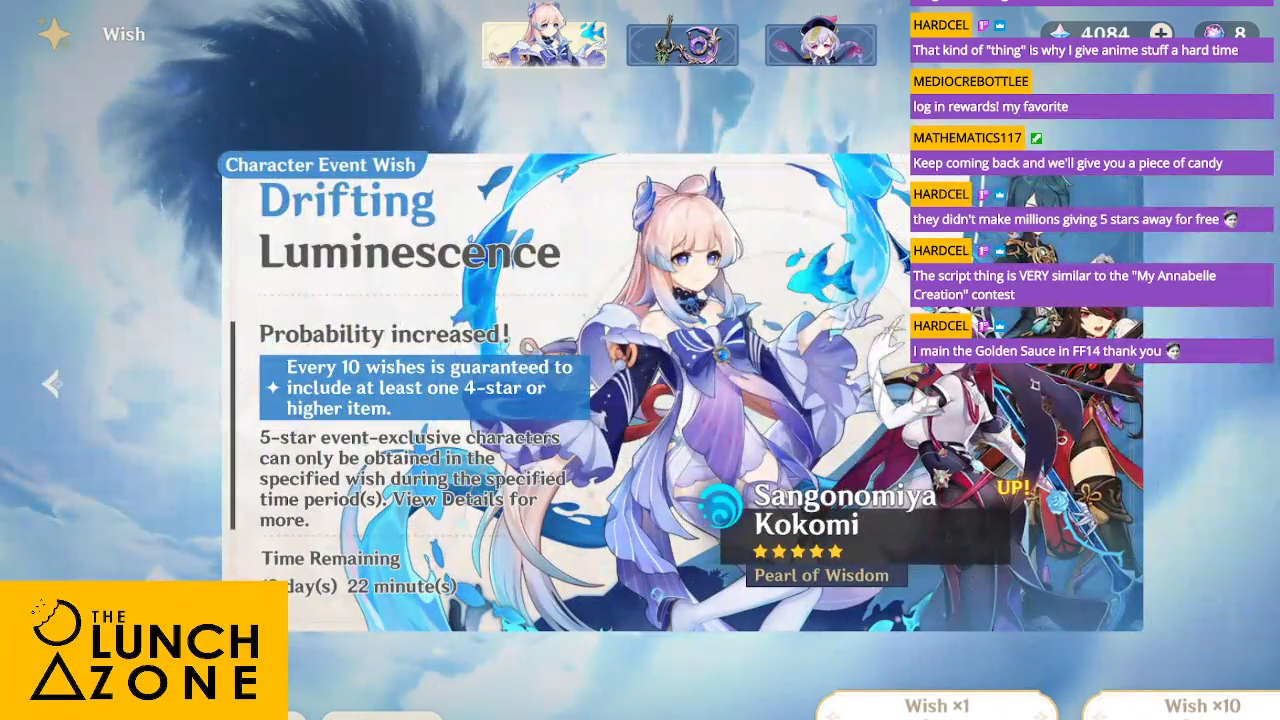 Wish
4084
8
HARDCEL
That kind of "thing" is why I give anime stuff a hard time
MEDIOCREBOTTLEE
log in rewards! my favorite
MATHEMATICS117
Keep coming back and we'll give you a piece of candy
HARDCEL
they didn't make millions giving 5 stars away for free
HARDCEL
The script thing is VERY similar to the "My Annabelle
Creation" contest
HARDCEL
I main the Golden Sauce in FF14 thank you
Character Event Wish
Drifting
Luminescence
Probability increased!
Every 10 wishes is guaranteed to
include at least one 4-star or
higher item.
5-star event-exclusive characters
can only be obtained in the
specified wish during the specified
time period(s). View Details for
more.
Time Remaining
day(s) 22 minute(s)
UP!
Sangonomiya
Kokomi
Pearl of Wisdom
THE
LUNCH
ZONE
Wish ×1
Wish ×10